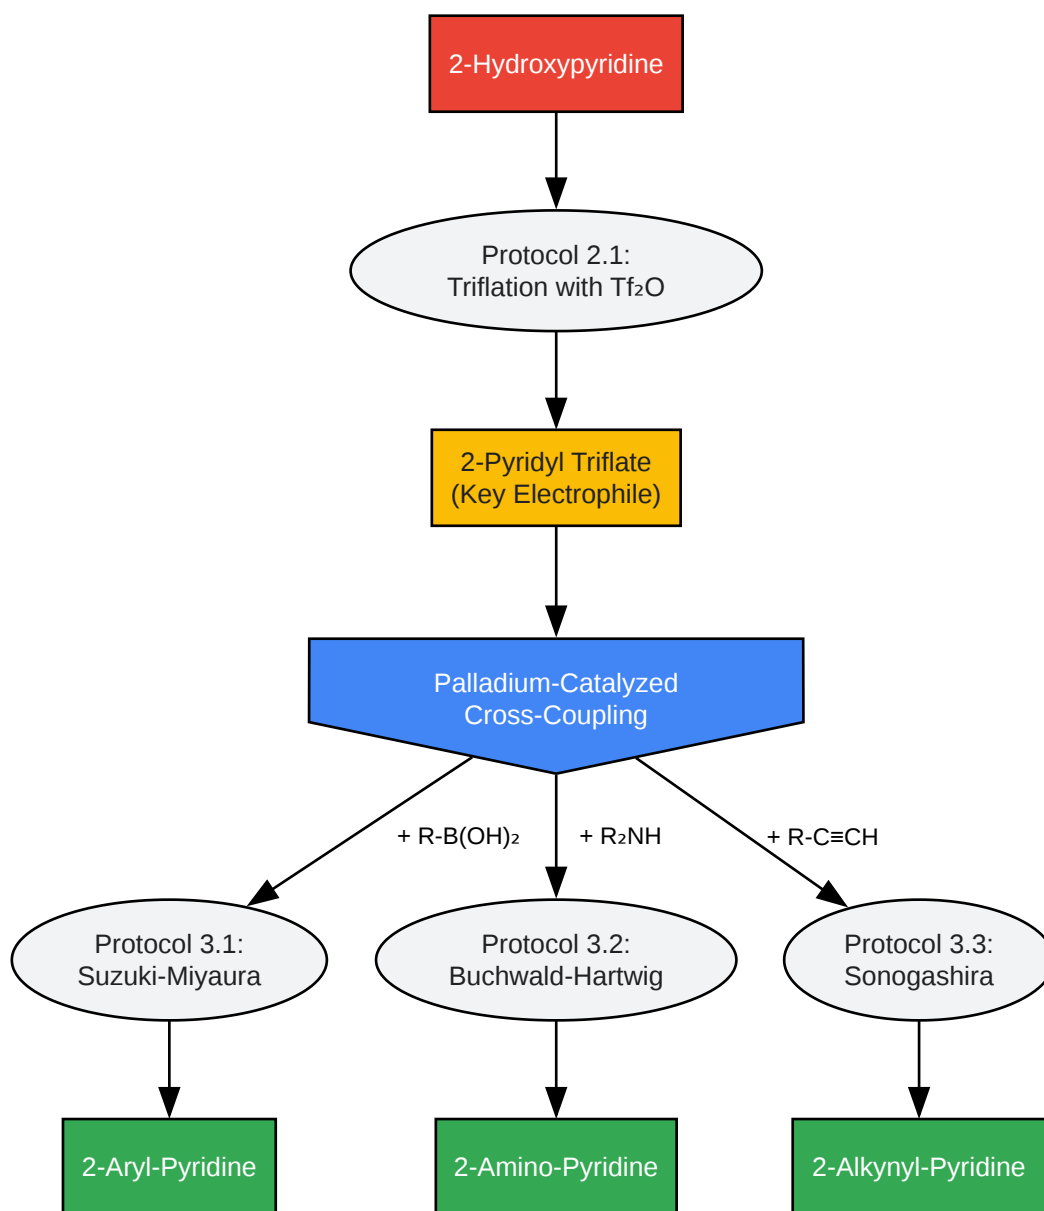 2-Hydroxypyridine
Protocol 2.1:
Triflation with Tf₂O
2-Pyridyl Triflate
(Key Electrophile)
Palladium-Catalyzed
Cross-Coupling
+ R-B(OH)₂
+ R₂NH
+ R-C≡CH
Protocol 3.1:
Suzuki-Miyaura
Protocol 3.2:
Buchwald-Hartwig
Protocol 3.3:
Sonogashira
2-Aryl-Pyridine
2-Amino-Pyridine
2-Alkynyl-Pyridine